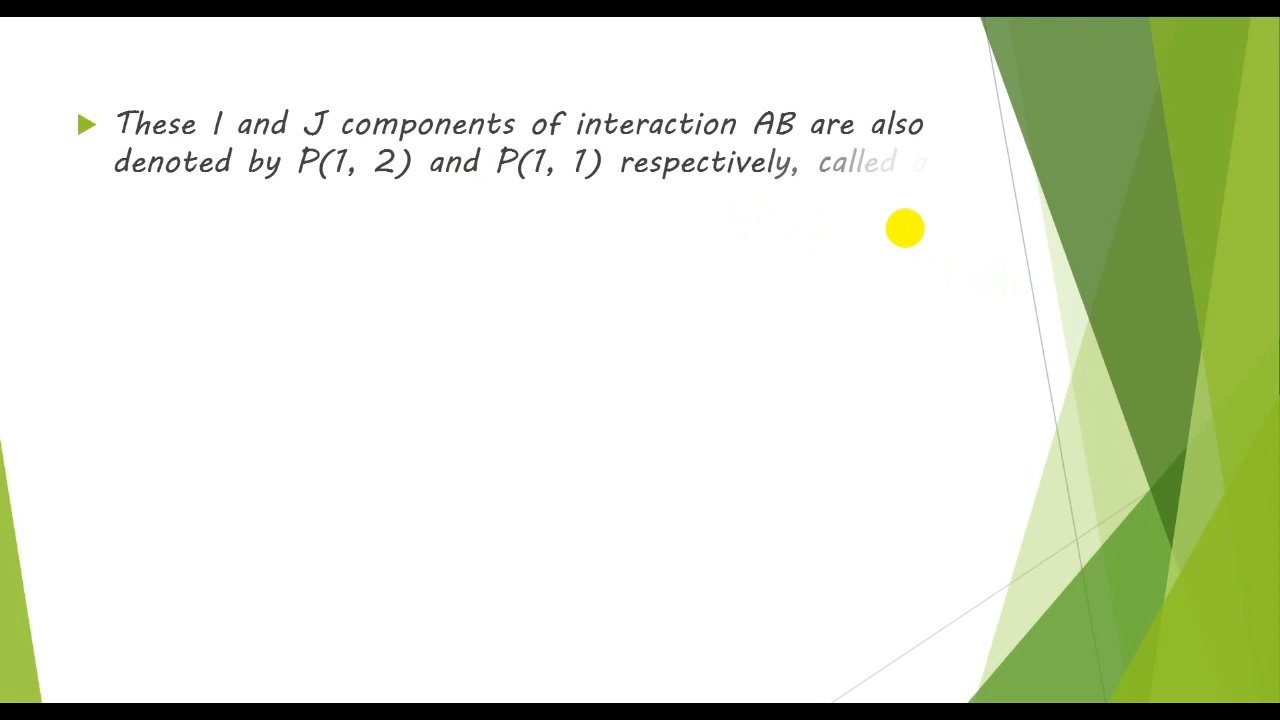 These I and J components of interaction AB are also
denoted by P(1, 2) and P(1, 1) respectively, called a